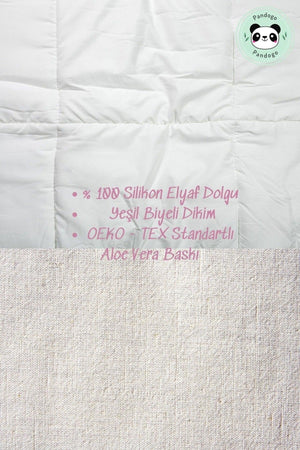 Pandogo
Pandogo
• % 100 Silikon Elyaf Dolgu
• Yeşil Biyeli Dikim
• OEKO - TEX Standartlı
Aloe Vera Baskı